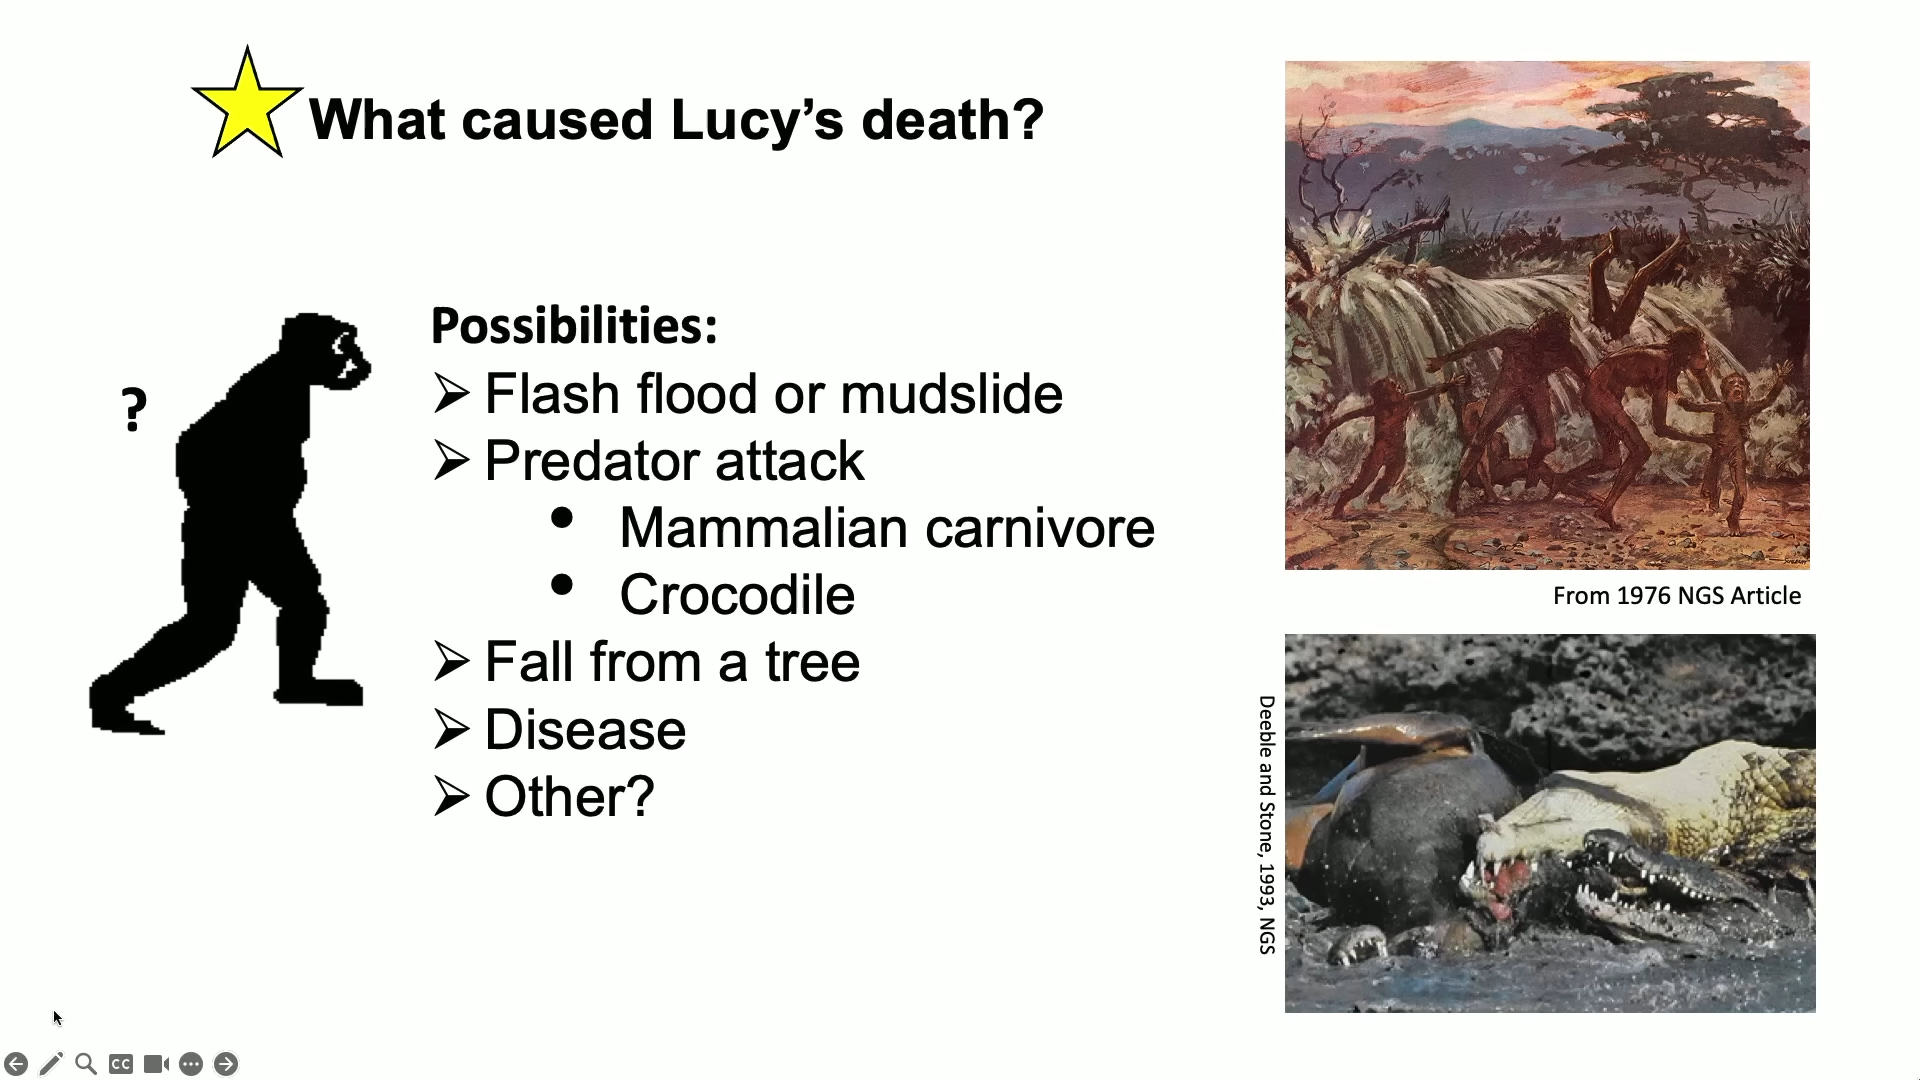 What caused Lucy’s death?
?
Possibilities:
➢ Flash flood or mudslide
➢ Predator attack
• Mammalian carnivore
• Crocodile
➢ Fall from a tree
➢ Disease
➢ Other?
From 1976 NGS Article
Deeble and Stone, 1993, NGS
CC